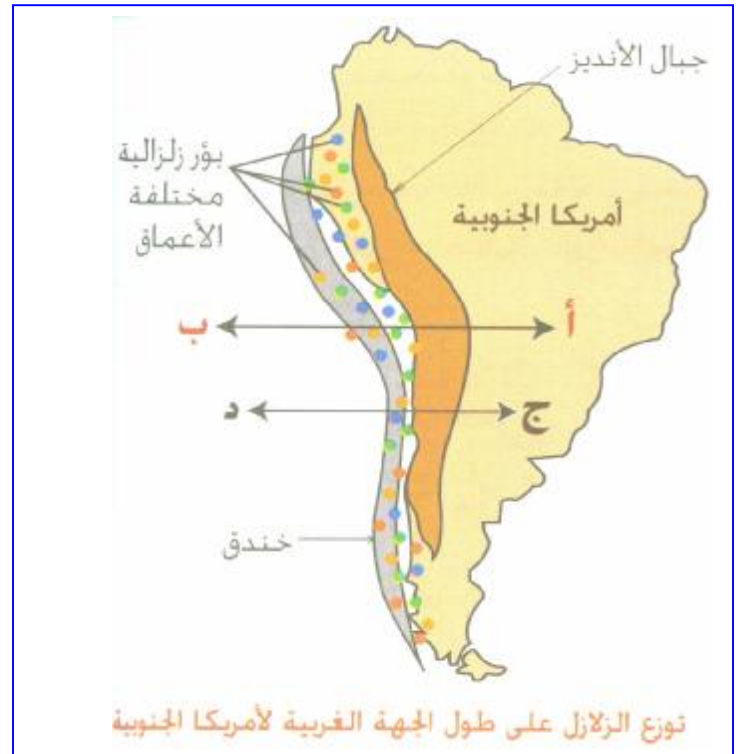 جبال الأنديز
بؤر زلزالية
مختلفة
الأعماق
أمريكا الجنوبية
ب
أ
د
ج
خندق
توزع الزلازل على طول الجهة الغربية لأمريكا الجنوبية